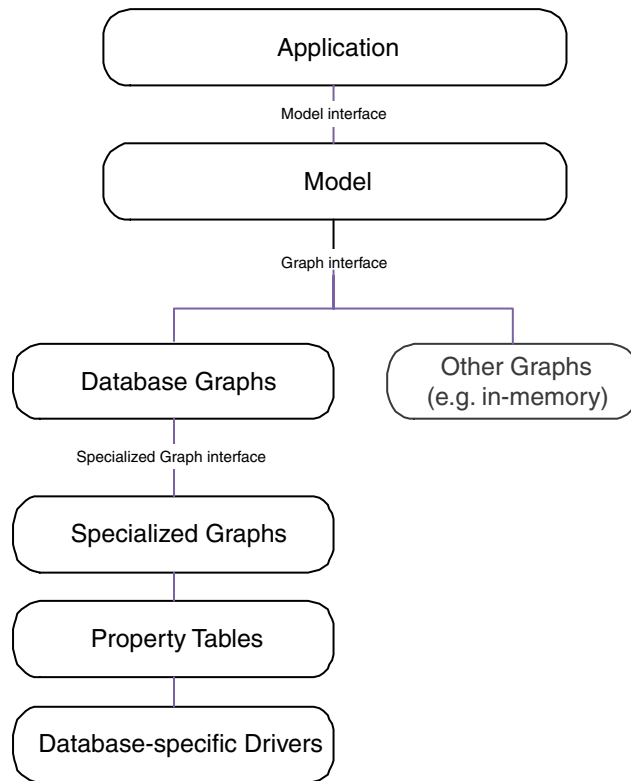 Application
Model interface
Model
Graph interface
Database Graphs
Other Graphs
(e.g. in-memory)
Specialized Graph interface
Specialized Graphs
Property Tables
Database-specific Drivers